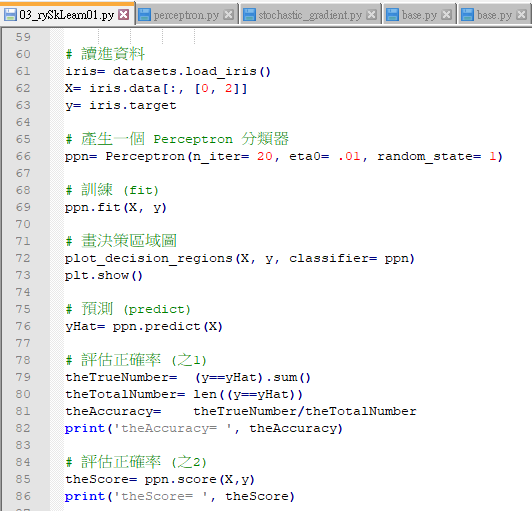 03_rySkLearn01.py perceptron.py stochastic_gradient.py base.py base.py
59
60 # 讀進資料
61 iris= datasets.load_iris()
62 X= iris.data[:, [0, 2]]
63 y= iris.target
64
65 # 產生一個 Perceptron 分類器
66 ppn= Perceptron(n_iter= 20, eta0= .01, random_state= 1)
67
68 # 訓練 (fit)
69 ppn.fit(X, y)
70
71 # 畫決策區域圖
72 plot_decision_regions(X, y, classifier= ppn)
73 plt.show()
74
75 # 預測 (predict)
76 yHat= ppn.predict(X)
77
78 # 評估正確率 (之1)
79 theTrueNumber=  (y==yHat).sum()
80 theTotalNumber= len((y==yHat))
81 theAccuracy=    theTrueNumber/theTotalNumber
82 print('theAccuracy= ', theAccuracy)
83
84 # 評估正確率 (之2)
85 theScore= ppn.score(X,y)
86 print('theScore= ', theScore)